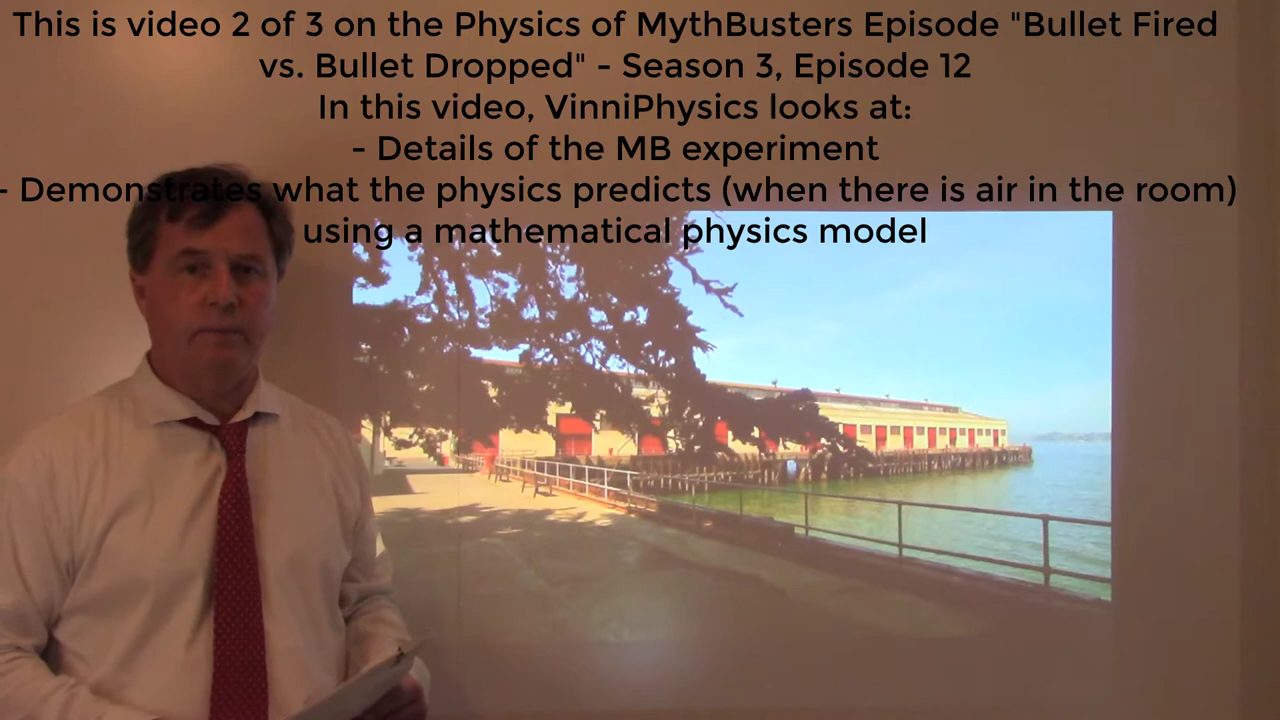 This is video 2 of 3 on the Physics of MythBusters Episode "Bullet Fired
vs. Bullet Dropped" - Season 3, Episode 12
In this video, VinniPhysics looks at:
- Details of the MB experiment
- Demonstrates what the physics predicts (when there is air in the room)
using a mathematical physics model